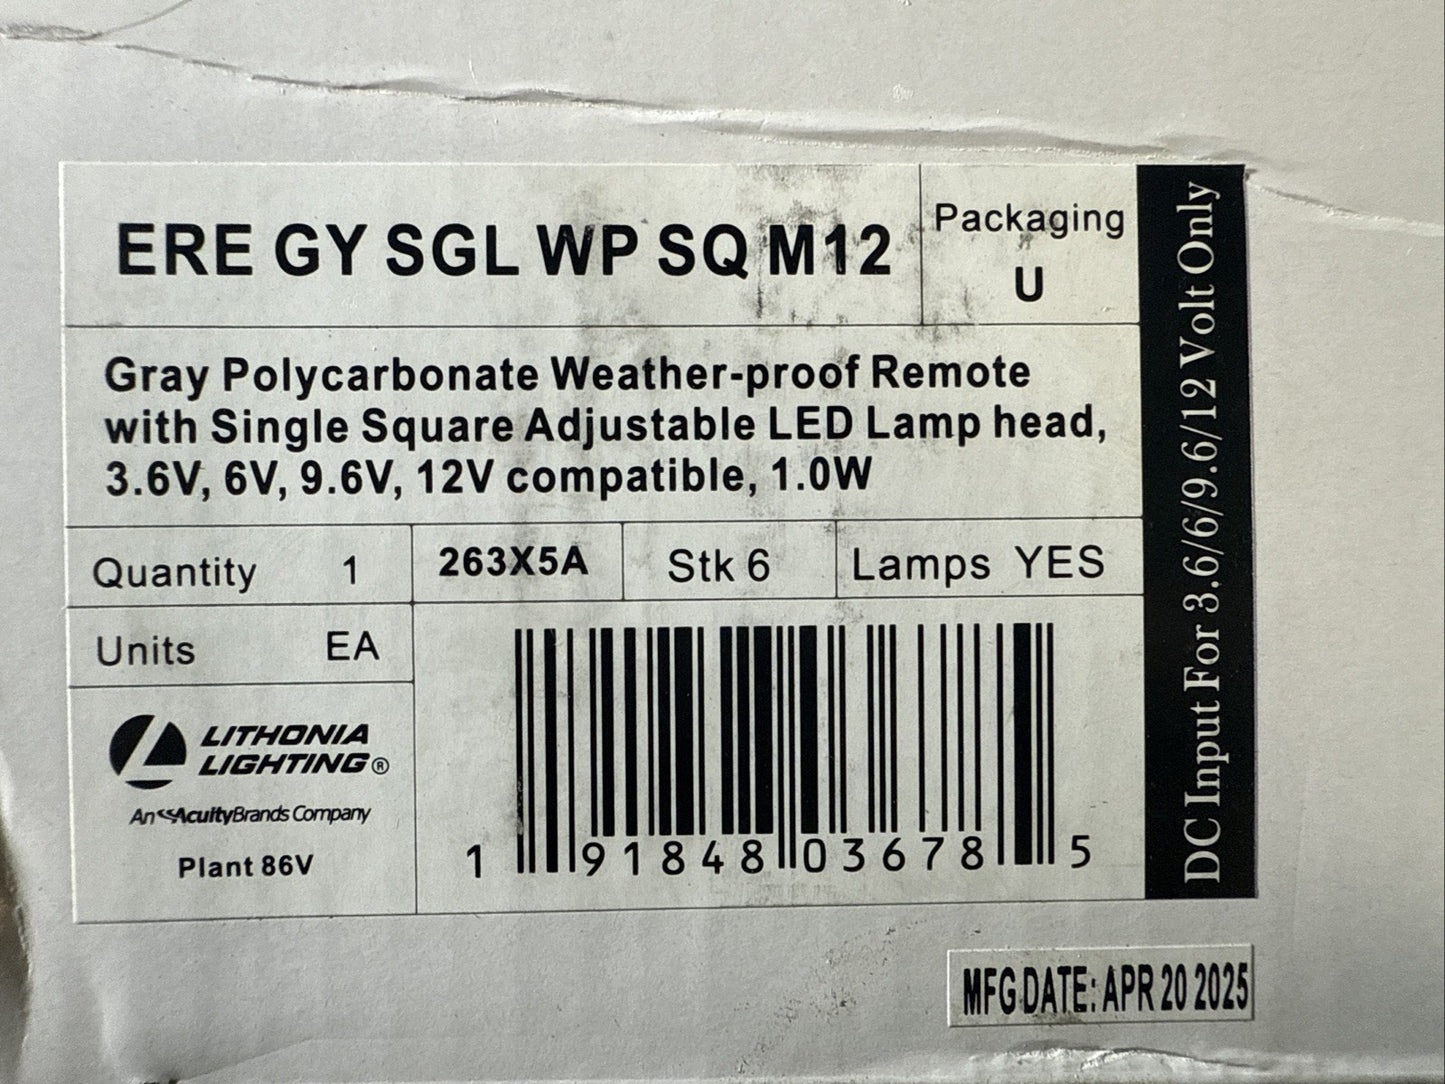 ERE GY SGL WP SQ M12
Packaging
U
Gray Polycarbonate Weather-proof Remote
with Single Square Adjustable LED Lamp head,
3.6V, 6V, 9.6V, 12V compatible, 1.0W
Quantity 1
263X5A
Stk 6
Lamps YES
Units EA
LITHONIA
LIGHTING®
An AcuityBrands Company
Plant 86V
1 91848 03678 5
DC Input For 3.6/6/9.6/12 Volt Only
MFG DATE: APR 20 2025